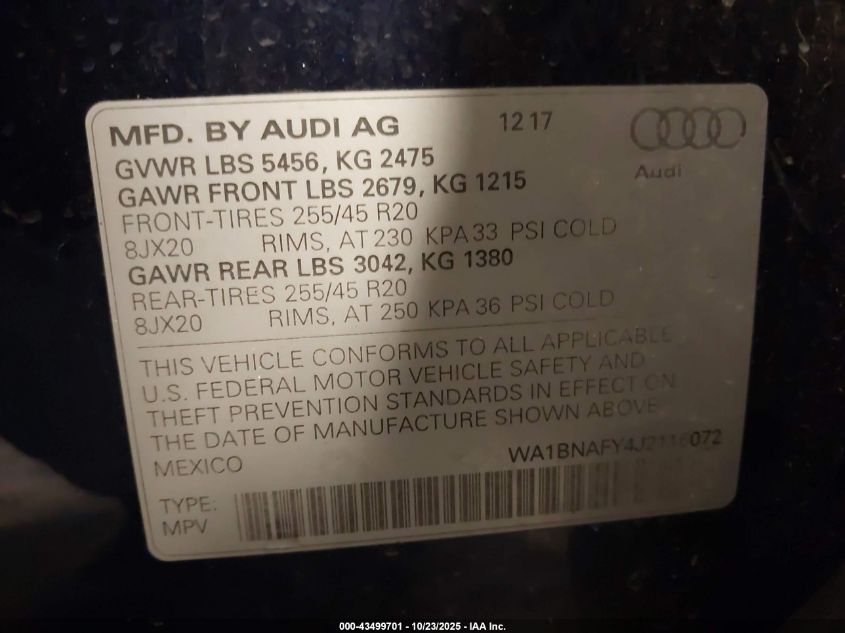 MFD. BY AUDI AG 12 17
GVWR LBS 5456, KG 2475
Audi
GAWR FRONT LBS 2679, KG 1215
FRONT-TIRES 255/45 R20
8JX20 RIMS, AT 230 KPA 33 PSI COLD
GAWR REAR LBS 3042, KG 1380
REAR-TIRES 255/45 R20
8JX20 RIMS, AT 250 KPA 36 PSI COLD
THIS VEHICLE CONFORMS TO ALL APPLICABLE
U.S. FEDERAL MOTOR VEHICLE SAFETY AND
THEFT PREVENTION STANDARDS IN EFFECT ON
THE DATE OF MANUFACTURE SHOWN ABOVE
MEXICO WA1BNAFY4J2116072
TYPE:
MPV
000-43499701 - 10/23/2025 - IAA Inc.